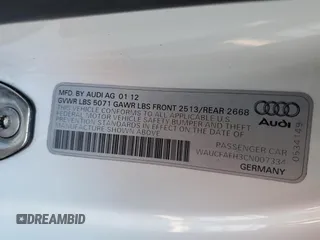 MFD. BY AUDI AG 01 12
GVWR LBS 5071 GAWR LBS FRONT 2513/REAR 2668
THIS VEHICLE CONFORMS TO ALL APPLICABLE
FEDERAL MOTOR VEHICLE SAFETY, BUMPER, AND
THEFT PREVENTION STANDARDS IN EFFECT ON THE
DATE OF MANUFACTURE SHOWN ABOVE.
PASSENGER CAR
WAUCFAFH3CN007334
GERMANY
Audi
0534149
DREAMBID